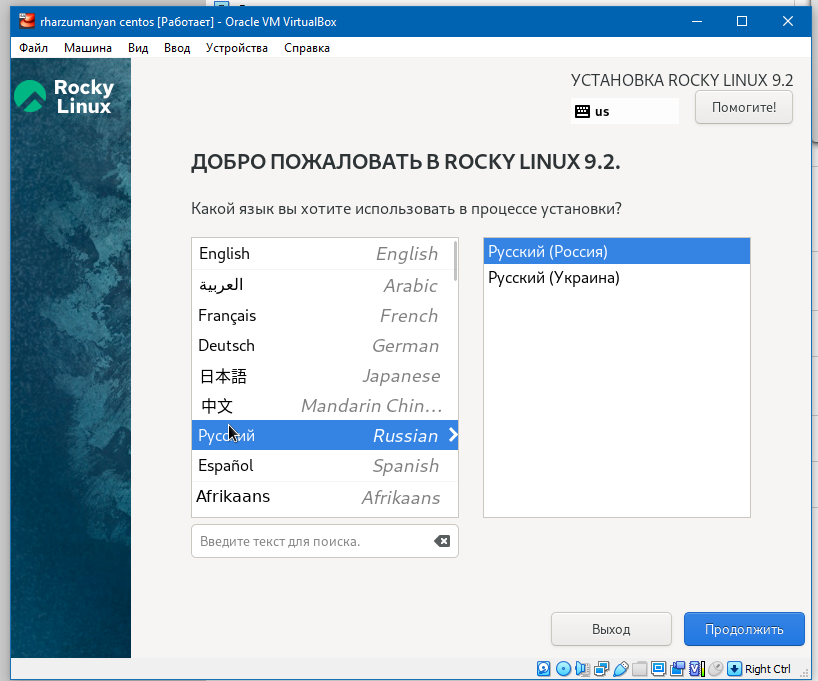 rharzumanyan centos [Работает] - Oracle VM VirtualBox
Файл Машина Вид Ввод Устройства Справка
Rocky
Linux
УСТАНОВКА ROCKY LINUX 9.2
us
Помогите!
ДОБРО ПОЖАЛОВАТЬ В ROCKY LINUX 9.2.
Какой язык вы хотите использовать в процессе установки?
English English
العربية Arabic
Français French
Deutsch German
日本語 Japanese
中文 Mandarin Chin...
Русский Russian
Español Spanish
Afrikaans Afrikaans
Русский (Россия)
Русский (Украина)
Введите текст для поиска.
Выход
Продолжить
Right Ctrl